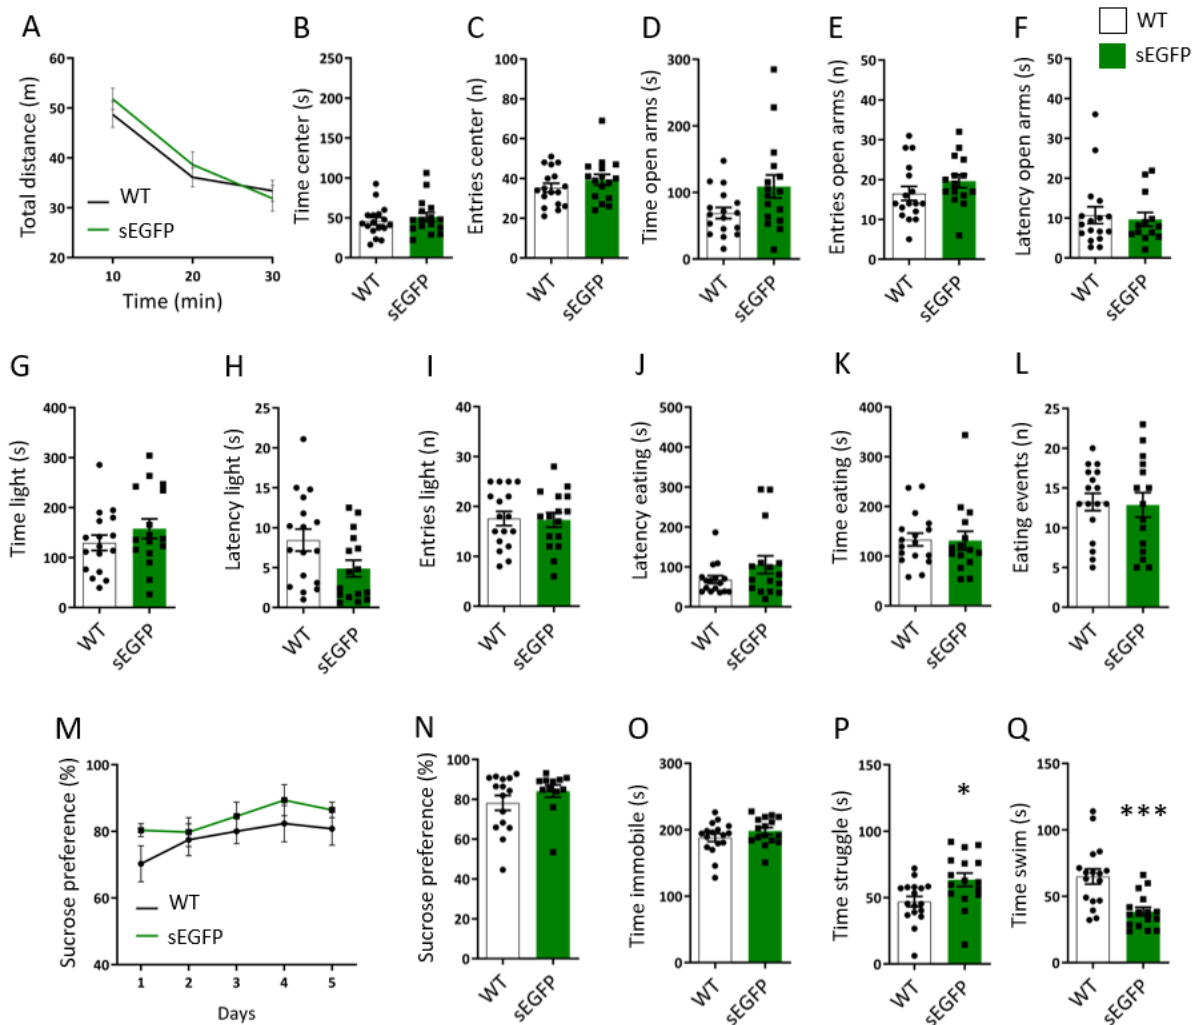 A
B
C
D
E
F
WT
sEGFP
Total distance (m)
60
50
40
30
20
WT
sEGFP
10
20
30
Time (min)
Time center (s)
250
200
150
100
50
0
WT
sEGFP
Entries center (n)
100
80
60
40
20
0
WT
sEGFP
Time open arms (s)
300
200
100
0
WT
sEGFP
Entries open arms (n)
50
40
30
20
10
0
WT
sEGFP
Latency open arms (s)
50
40
30
20
10
0
WT
sEGFP
G
H
I
J
K
L
Time light (s)
400
300
200
100
0
WT
sEGFP
Latency light (s)
25
20
15
10
5
0
WT
sEGFP
Entries light (n)
40
30
20
10
0
WT
sEGFP
Latency eating (s)
500
400
300
200
100
0
WT
sEGFP
Time eating (s)
400
300
200
100
0
WT
sEGFP
Eating events (n)
25
20
15
10
5
0
WT
sEGFP
M
N
O
P
Q
Sucrose preference (%)
100
80
60
40
WT
sEGFP
1
2
3
4
5
Days
Sucrose preference (%)
100
80
60
40
20
0
WT
sEGFP
Time immobile (s)
300
200
100
0
WT
sEGFP
Time struggle (s)
150
100
50
0
*
WT
sEGFP
Time swim (s)
150
100
50
0
***
WT
sEGFP